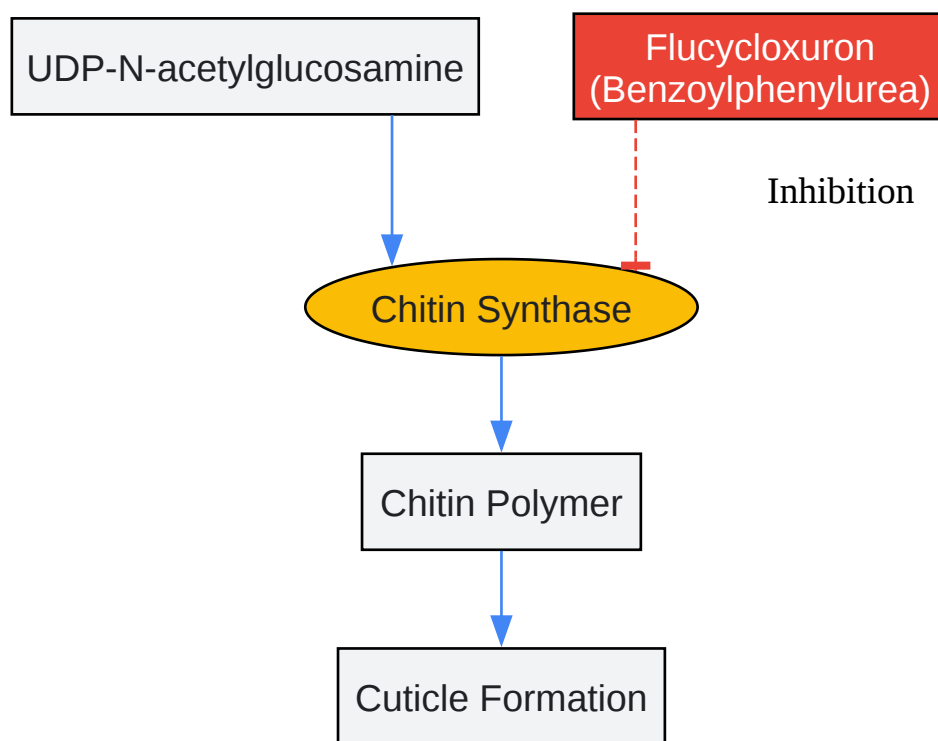 UDP-N-acetylglucosamine
Flucycloxuron
(Benzoylphenylurea)
Inhibition
Chitin Synthase
Chitin Polymer
Cuticle Formation